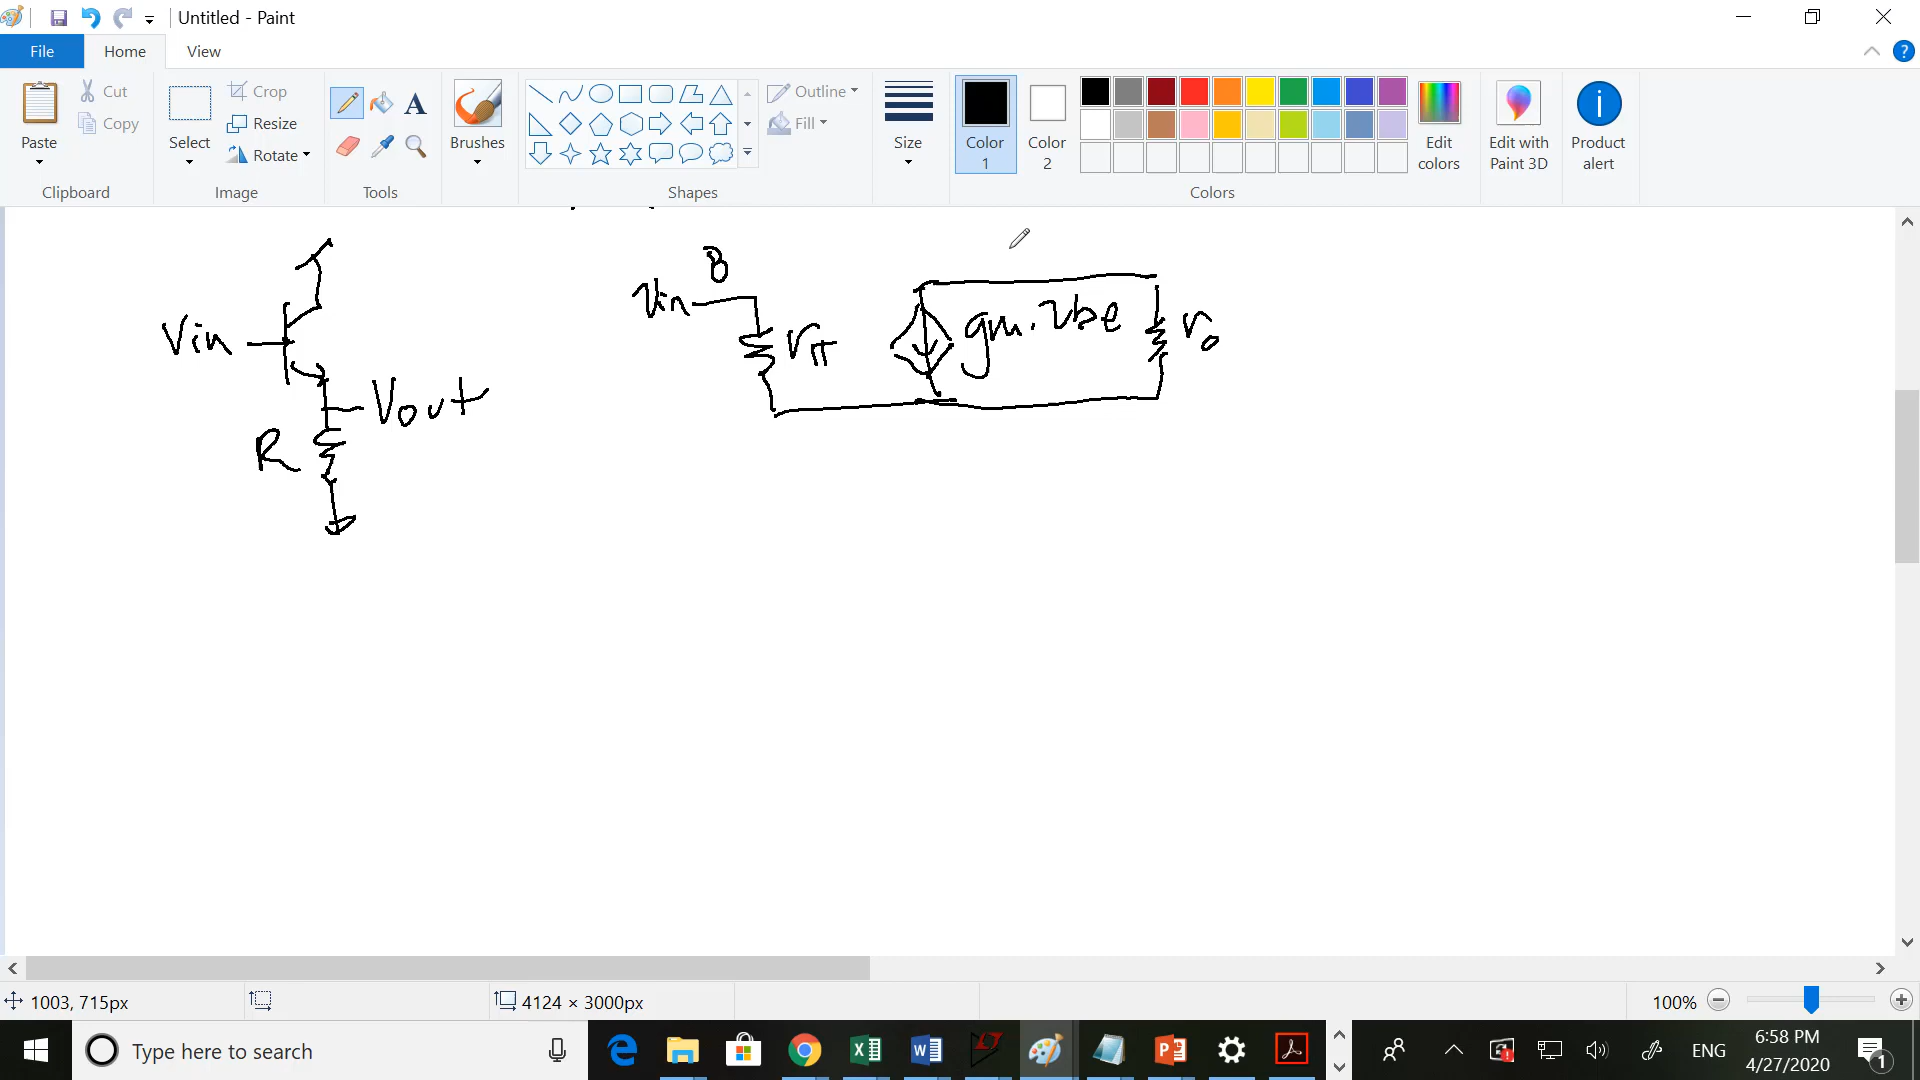 Untitled - Paint
File Home View
Cut
Copy
Paste
Clipboard
Crop
Resize
Rotate
Select
Image
A
Tools
Brushes
Outline
Fill
Shapes
Size
Color 1
Color 2
Edit colors
Colors
Edit with Paint 3D
Product alert
Vin
Vout
R
B
vin
rπ
gm.vbe
ro
1003, 715px
4124 × 3000px
100%
Type here to search
ENG
6:58 PM
4/27/2020
1